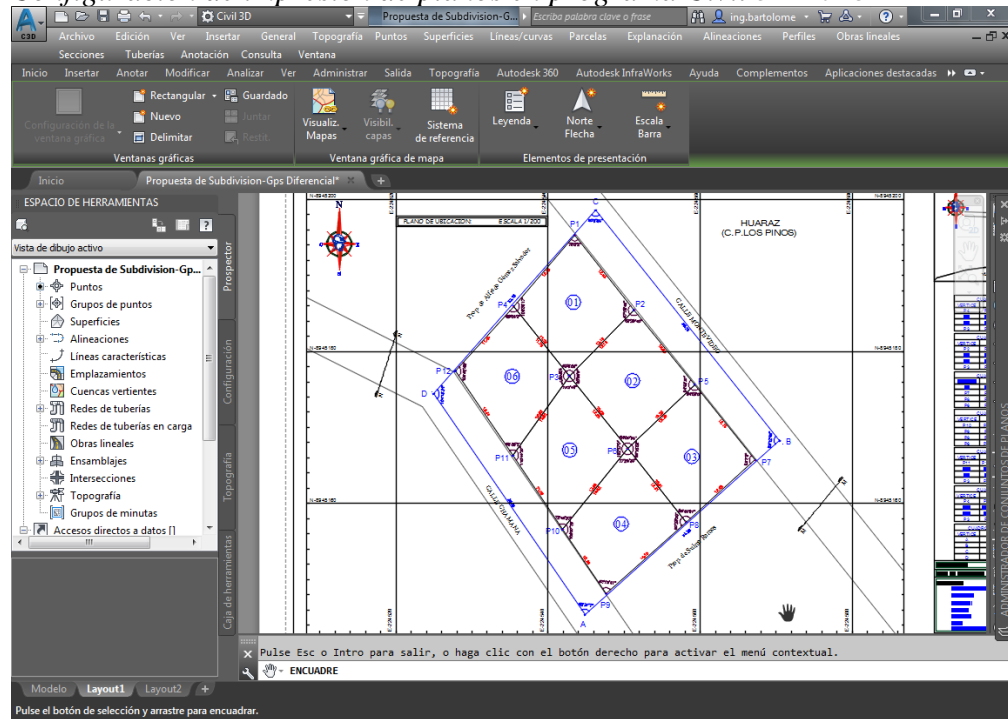 C3D
Civil 3D
Propuesta de Subdivision-G...
Escriba palabra clave o frase
ing.bartolome
Archivo Edición Ver Insertar General Topografía Puntos Superficies Líneas/curvas Parcelas Explanación Alineaciones Perfiles Obras lineales
Secciones Tuberías Anotación Consulta Ventana
Inicio Insertar Anotar Modificar Analizar Ver Administrar Salida Topografía Autodesk 360 Autodesk InfraWorks Ayuda Complementos Aplicaciones destacadas
Configuración de la
ventana gráfica
Rectangular
Nuevo
Delimitar
Guardado
Juntar
Restit.
Visualiz.
Mapas
Visibil.
capas
Sistema
de referencia
Leyenda
Norte
Flecha
Escala
Barra
Ventanas gráficas
Ventana gráfica de mapa
Elementos de presentación
Inicio
Propuesta de Subdivision-Gps Diferencial*
ESPACIO DE HERRAMIENTAS
Vista de dibujo activo
Propuesta de Subdivision-Gp...
Puntos
Grupos de puntos
Superficies
Alineaciones
Líneas características
Emplazamientos
Cuencas vertientes
Redes de tuberías
Redes de tuberías en carga
Obras lineales
Ensamblajes
Intersecciones
Topografía
Grupos de minutas
Accesos directos a datos []
Prospector
Configuración
Topografía
Caja de herramientas
N
PLANO DE UBICACION: ESCALA 1/200
HUARAZ
(C.P.LOS PINOS)
C
P1
P4
01
P2
CALLE MONTEVIDEO
P12
06
P3
02
P5
D
B
P11
05
P6
03
P7
CALLE CHAMANA
P10
04
P8
P9
A
ADMINISTRADOR DE CONJUNTOS DE PLANOS
Pulse Esc o Intro para salir, o haga clic con el botón derecho para activar el menú contextual.
ENCUADRE
Modelo Layout1 Layout2
Pulse el botón de selección y arrastre para encuadrar.